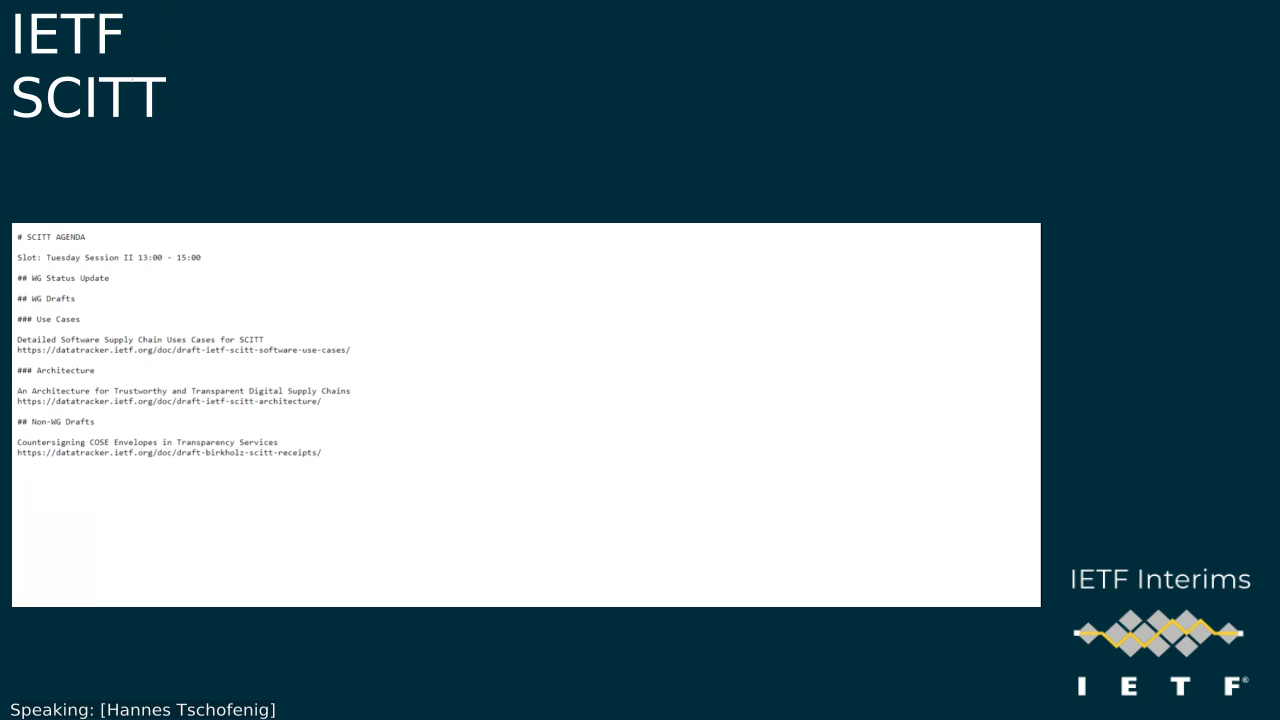 IETF
SCITT
# SCITT AGENDA
Slot: Tuesday Session II 13:00 - 15:00
## WG Status Update
## WG Drafts
### Use Cases
Detailed Software Supply Chain Uses Cases for SCITT
https://datatracker.ietf.org/doc/draft-ietf-scitt-software-use-cases/
### Architecture
An Architecture for Trustworthy and Transparent Digital Supply Chains
https://datatracker.ietf.org/doc/draft-ietf-scitt-architecture/
## Non-WG Drafts
Countersigning COSE Envelopes in Transparency Services
https://datatracker.ietf.org/doc/draft-birkholz-scitt-receipts/
IETF Interims
I E T F®
Speaking: [Hannes Tschofenig]